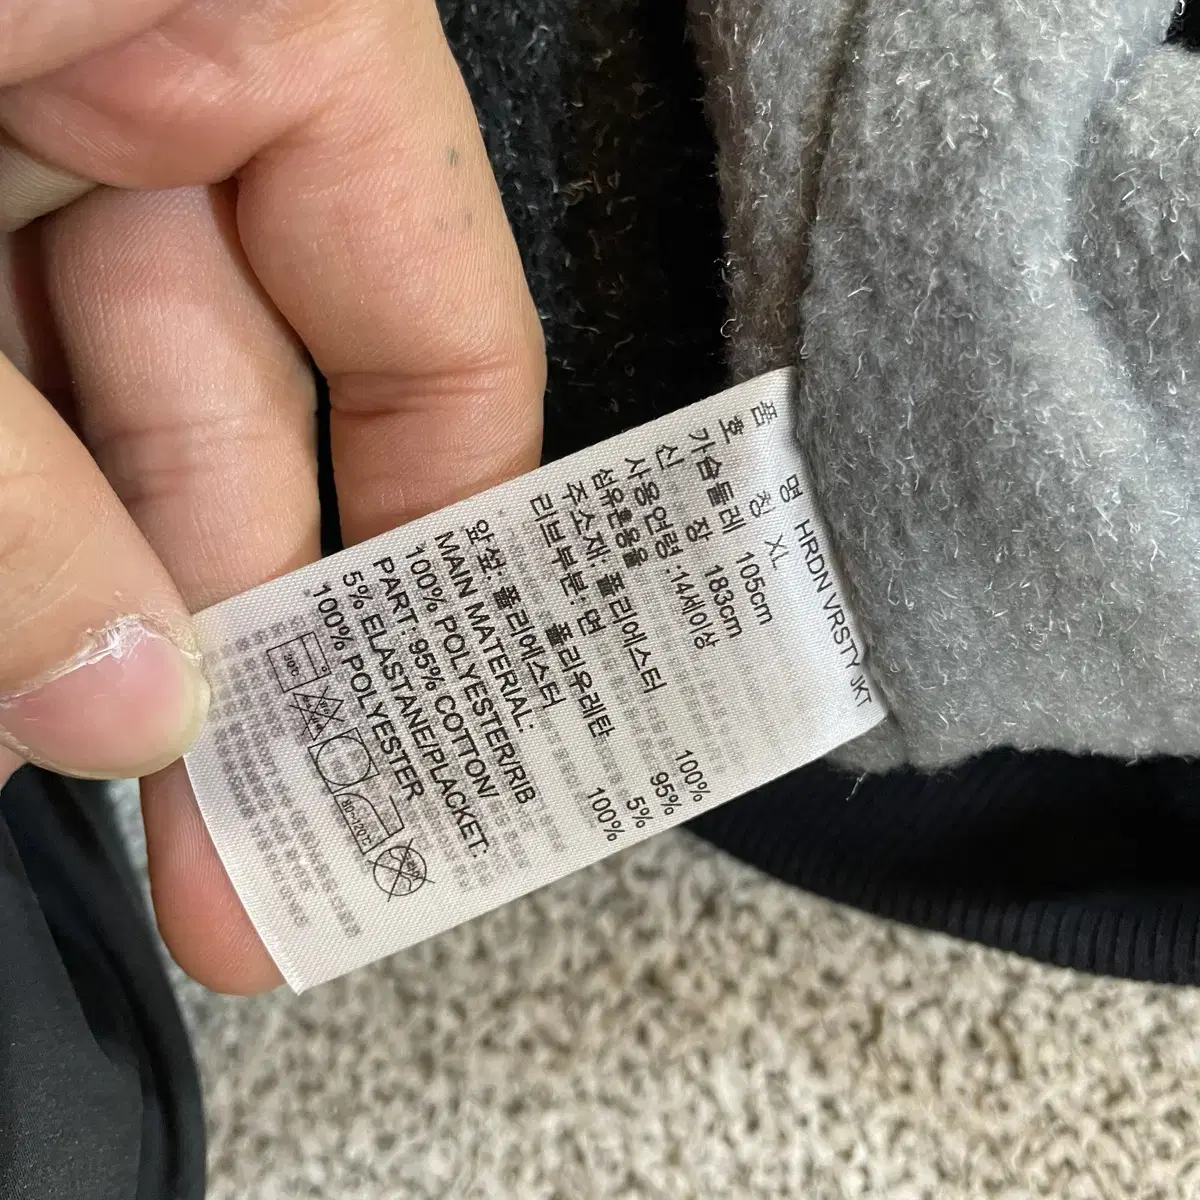 품 명 HRDN VRSTY JKT
호 칭 XL
가슴둘레 105cm
신 장 183cm
사용연령 :14세이상
섬유혼용율
주소재: 폴리에스터 100%
리브부분: 면 95%
폴리우레탄 5%
앞섶: 폴리에스터 100%
MAIN MATERIAL:
100% POLYESTER/RIB
PART: 95% COTTON/
5% ELASTANE/PLACKET:
100% POLYESTER